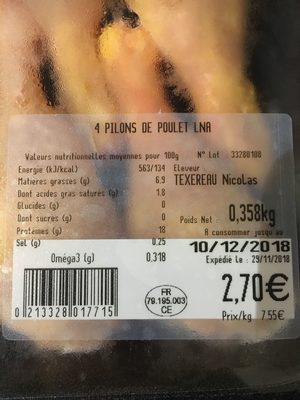 4 PILONS DE POULET LNA
Valeurs nutritionnelles moyennes pour 100g N° Lot : 33280108
Energie (kJ/kcal) 563/134 Eleveur :
Matieres grasses (g) 6.9 TEXEREAU Nicolas
Dont acides gras saturés (g) 1.8
Glucides (g) 0
Dont sucres (g) 0 Poids Net : 0,358kg
Protéines (g) 18 A consommer jusqu'au
Sel (g) 0.25 10/12/2018
Oméga3 (g) 0.318 Expédié Le : 29/11/2018
FR
79.195.003
CE
2,70€
0 213328 017715
Prix/kg 7.55€